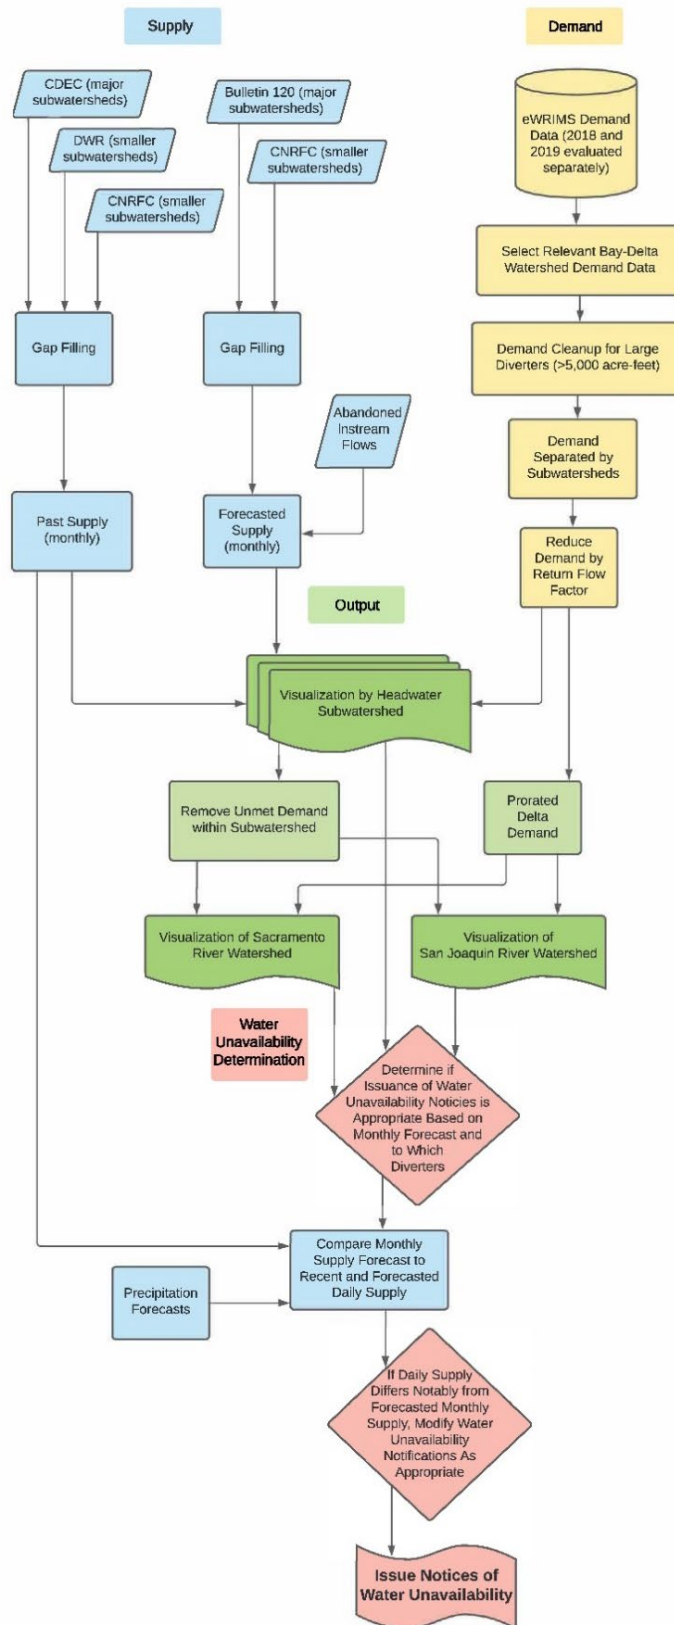 Supply
Demand
CDEC (major
subwatersheds)
DWR (smaller
subwatersheds)
CNRFC (smaller
subwatersheds)
Bulletin 120 (major
subwatersheds)
CNRFC (smaller
subwatersheds)
eWRIMS Demand
Data (2018 and
2019 evaluated
separately)
Select Relevant Bay-Delta
Watershed Demand Data
Gap Filling
Gap Filling
Demand Cleanup for Large
Diverters (>5,000 acre-feet)
Abandoned
Instream
Flows
Demand
Separated by
Subwatersheds
Past Supply
(monthly)
Forecasted
Supply
(monthly)
Reduce
Demand by
Return Flow
Factor
Output
Visualization by Headwater
Subwatershed
Remove Unmet Demand
within Subwatershed
Prorated
Delta
Demand
Visualization of Sacramento
River Watershed
Visualization of
San Joaquin River Watershed
Water
Unavailability
Determination
Determine if
Issuance of Water
Unavailability Noticies is
Appropriate Based on
Monthly Forecast and
to Which
Diverters
Compare Monthly
Supply Forecast to
Recent and Forecasted
Daily Supply
Precipitation
Forecasts
If Daily Supply
Differs Notably from
Forecasted Monthly
Supply, Modify Water
Unavailability
Notifications As
Appropriate
Issue Notices of
Water Unavailability